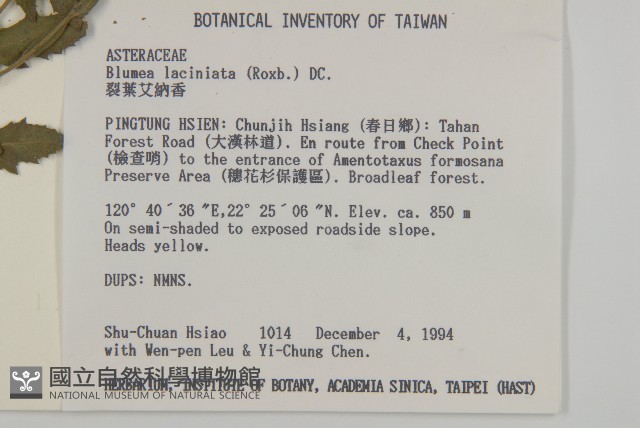 BOTANICAL INVENTORY OF TAIWAN
ASTERACEAE
Blumea laciniata (Roxb.) DC.
裂葉艾納香
PINGTUNG HSIEN: Chunjih Hsiang (春日鄉): Tahan
Forest Road (大漢林道). En route from Check Point
(檢查哨) to the entrance of Amentotaxus formosana
Preserve Area (穗花杉保護區). Broadleaf forest.
120° 40´36 "E,22° 25´06 "N. Elev. ca. 850 m
On semi-shaded to exposed roadside slope.
Heads yellow.
DUPS: NMNS.
Shu-Chuan Hsiao 1014 December 4, 1994
with Wen-pen Leu & Yi-Chung Chen.
國立自然科學博物館
HERBARIUM, INSTITUTE OF BOTANY, ACADEMIA SINICA, TAIPEI (HAST)
NATIONAL MUSEUM OF NATURAL SCIENCE